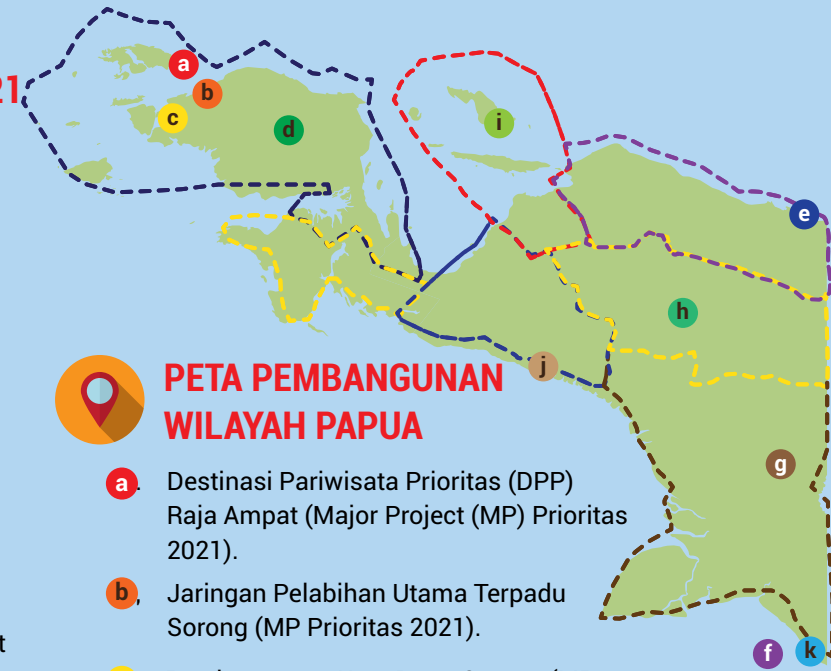 21
a
b
c
d
i
e
h
j
g
f
k
PETA PEMBANGUNAN
WILAYAH PAPUA
a. Destinasi Pariwisata Prioritas (DPP)
Raja Ampat (Major Project (MP) Prioritas
2021).
b. Jaringan Pelabihan Utama Terpadu
Sorong (MP Prioritas 2021).
t